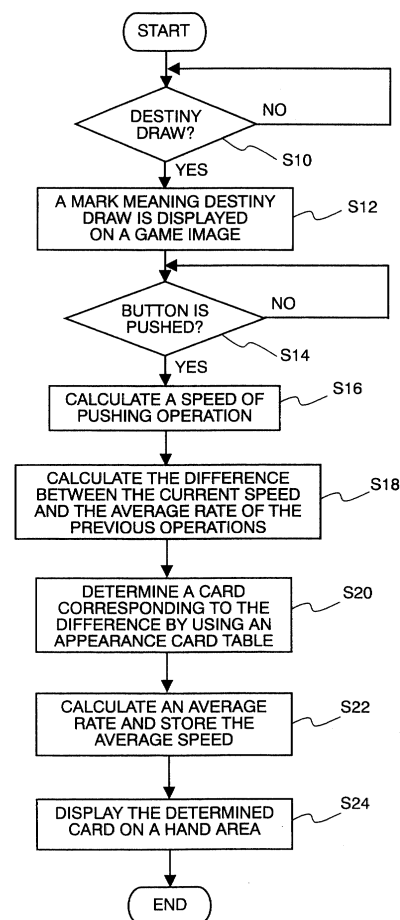 START
DESTINY
DRAW?
NO
S10
YES
A MARK MEANING DESTINY
DRAW IS DISPLAYED
ON A GAME IMAGE
S12
BUTTON IS
PUSHED?
NO
S14
YES
CALCULATE A SPEED OF
PUSHING OPERATION
S16
CALCULATE THE DIFFERENCE
BETWEEN THE CURRENT SPEED
AND THE AVERAGE RATE OF THE
PREVIOUS OPERATIONS
S18
DETERMINE A CARD
CORRESPONDING TO THE
DIFFERENCE BY USING AN
APPEARANCE CARD TABLE
S20
CALCULATE AN AVERAGE
RATE AND STORE THE
AVERAGE SPEED
S22
DISPLAY THE DETERMINED
CARD ON A HAND AREA
S24
END